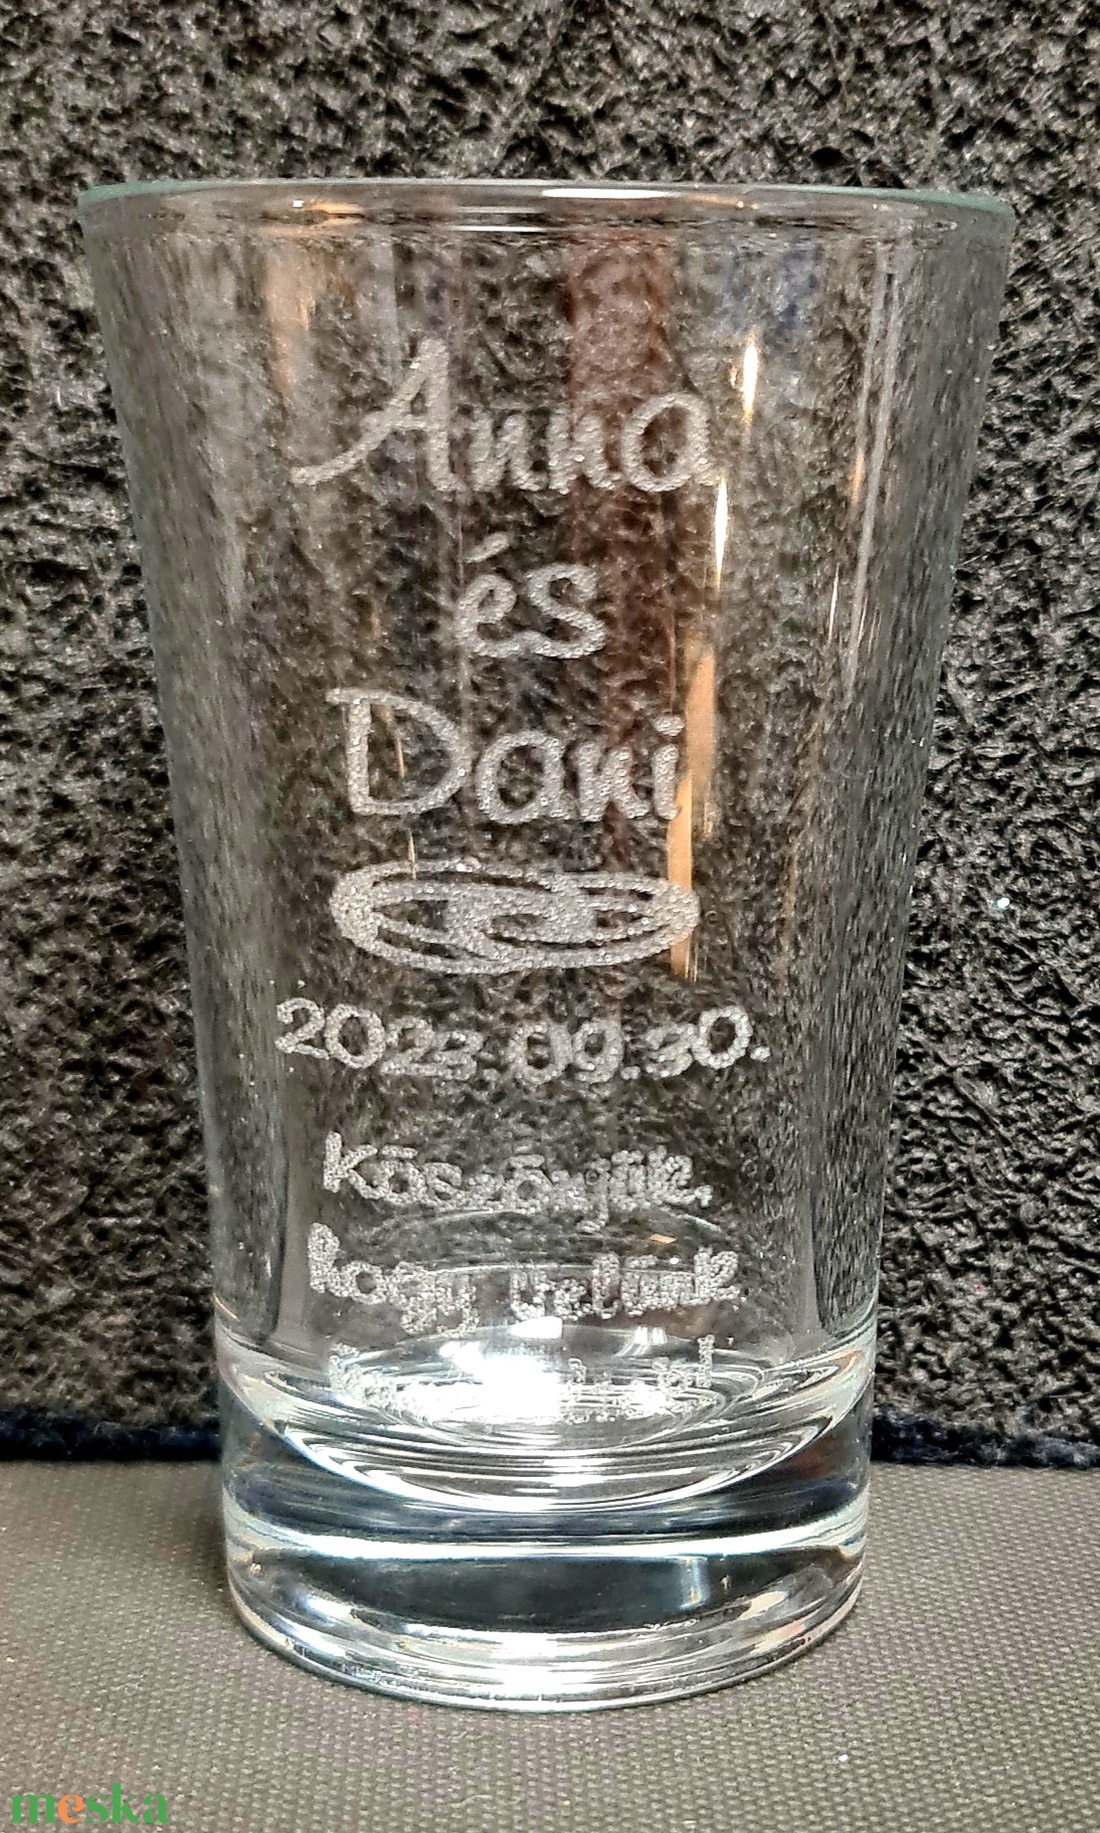 Anna
és
Dani
2023.09.30.
Köszönjük,
hogy velünk
meska